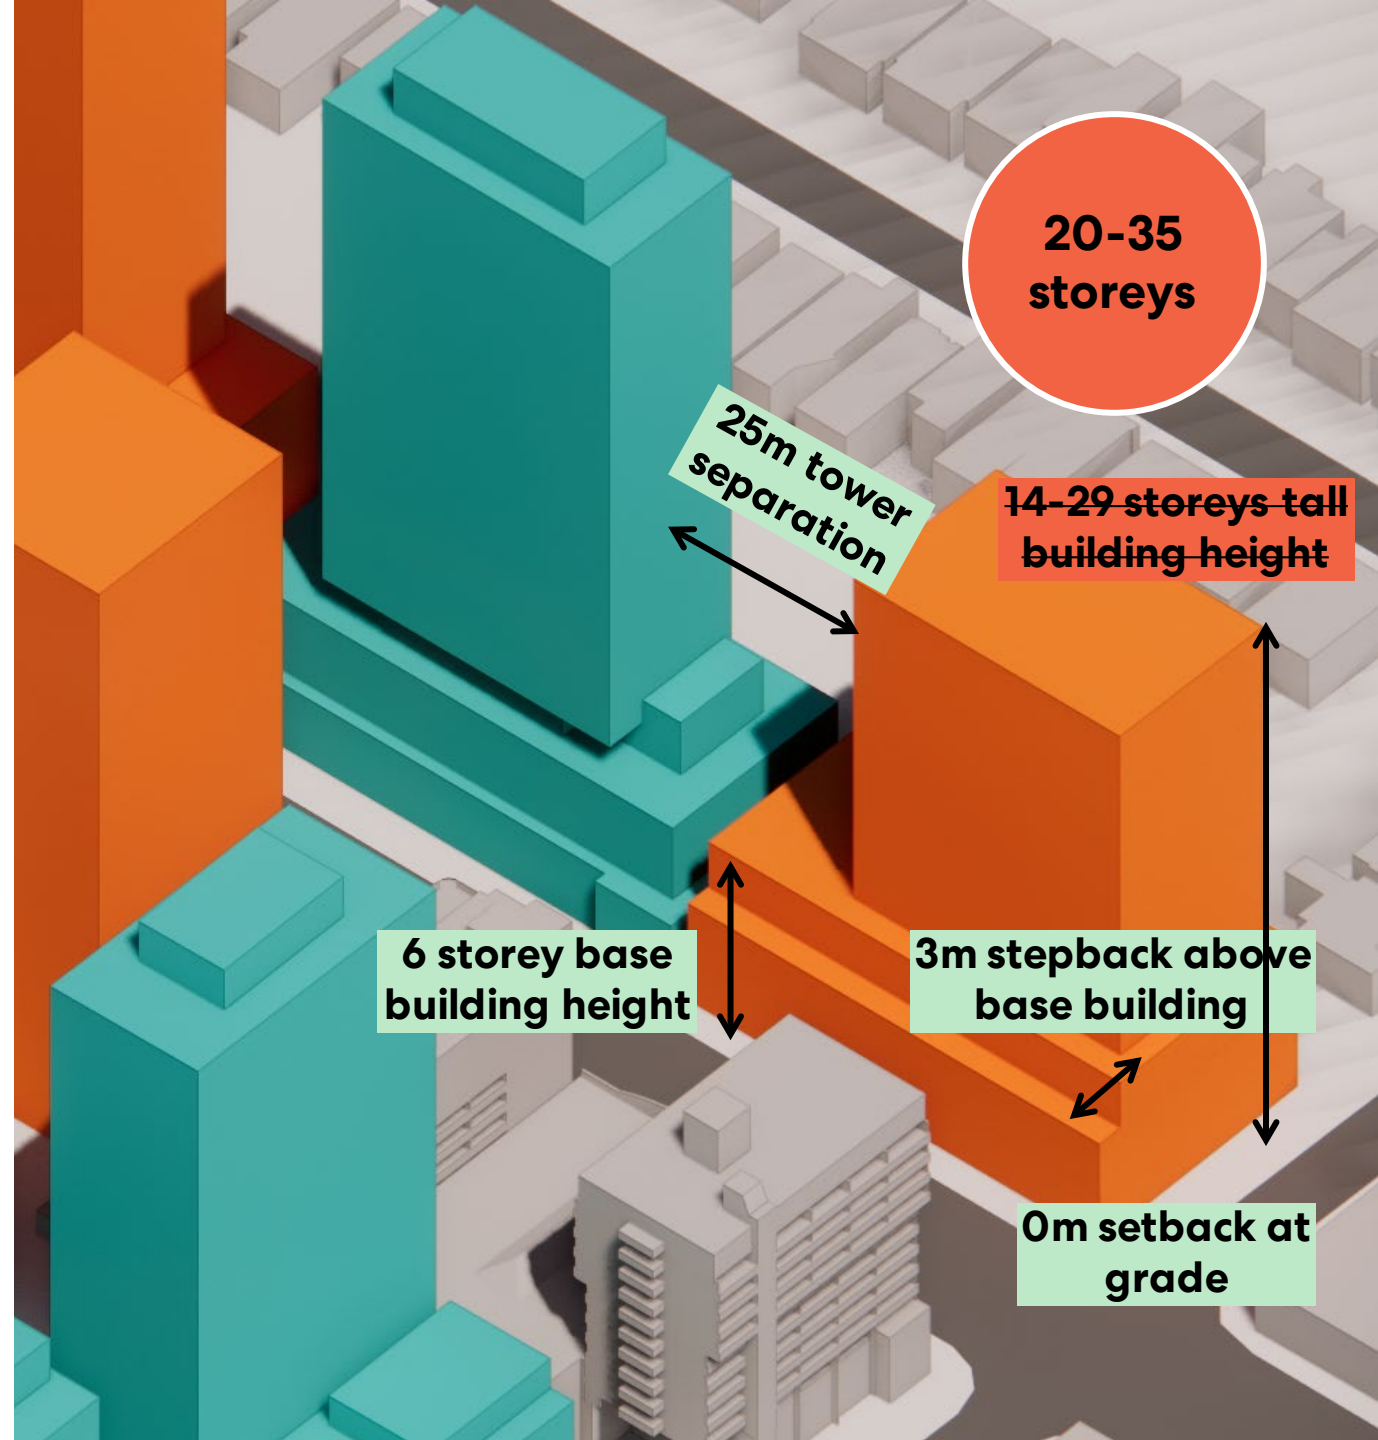 20-35
storeys
25m tower
separation
14-29 storeys tall
building height
6 storey base
building height
3m stepback above
base building
0m setback at
grade